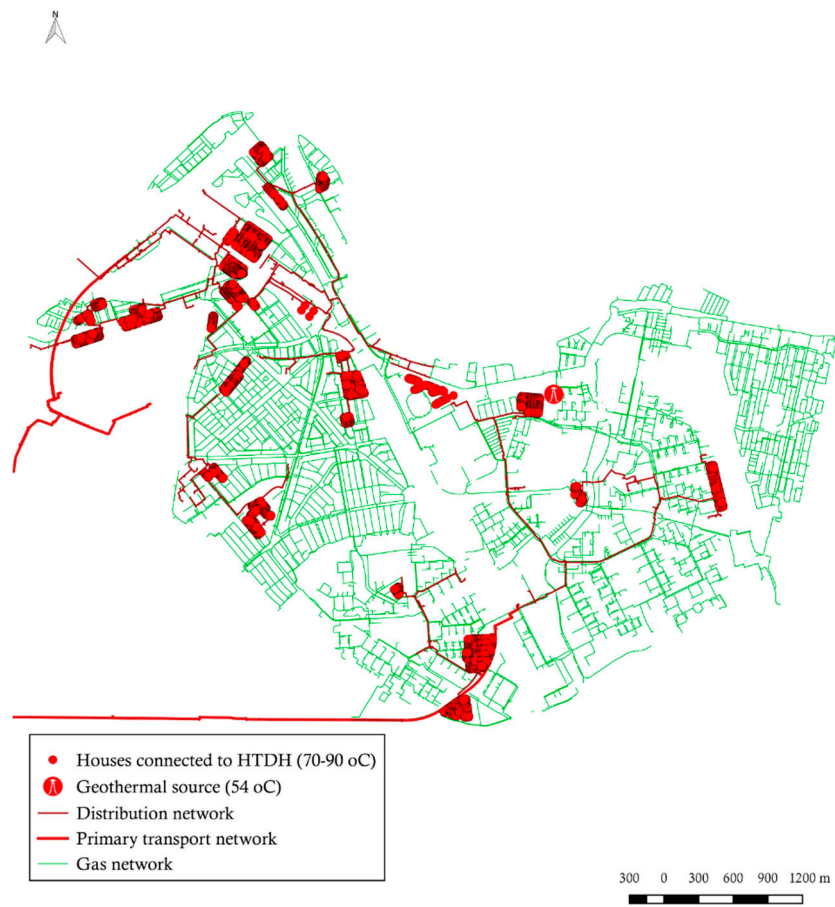 N
Houses connected to HTDH (70-90 oC)
Geothermal source (54 oC)
Distribution network
Primary transport network
Gas network
300 0 300 600 900 1200 m